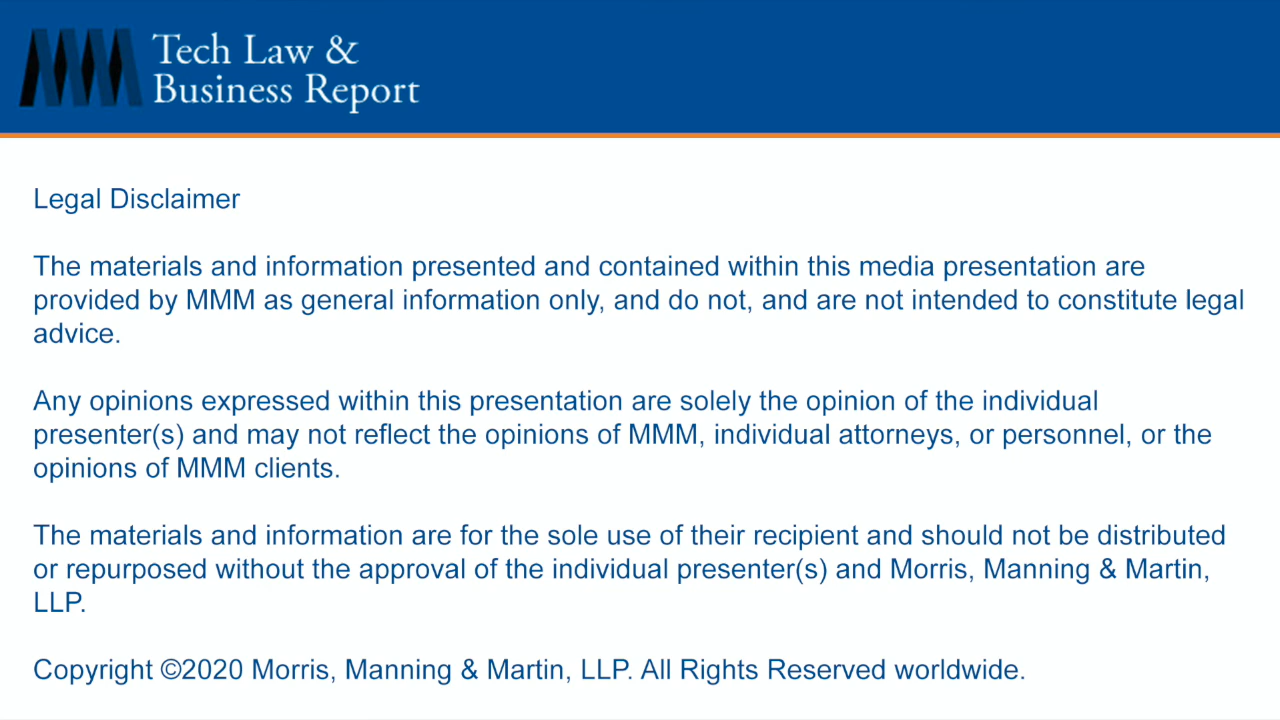 MMM
Tech Law &
Business Report
Legal Disclaimer
The materials and information presented and contained within this media presentation are
provided by MMM as general information only, and do not, and are not intended to constitute legal
advice.
Any opinions expressed within this presentation are solely the opinion of the individual
presenter(s) and may not reflect the opinions of MMM, individual attorneys, or personnel, or the
opinions of MMM clients.
The materials and information are for the sole use of their recipient and should not be distributed
or repurposed without the approval of the individual presenter(s) and Morris, Manning & Martin,
LLP.
Copyright ©2020 Morris, Manning & Martin, LLP. All Rights Reserved worldwide.